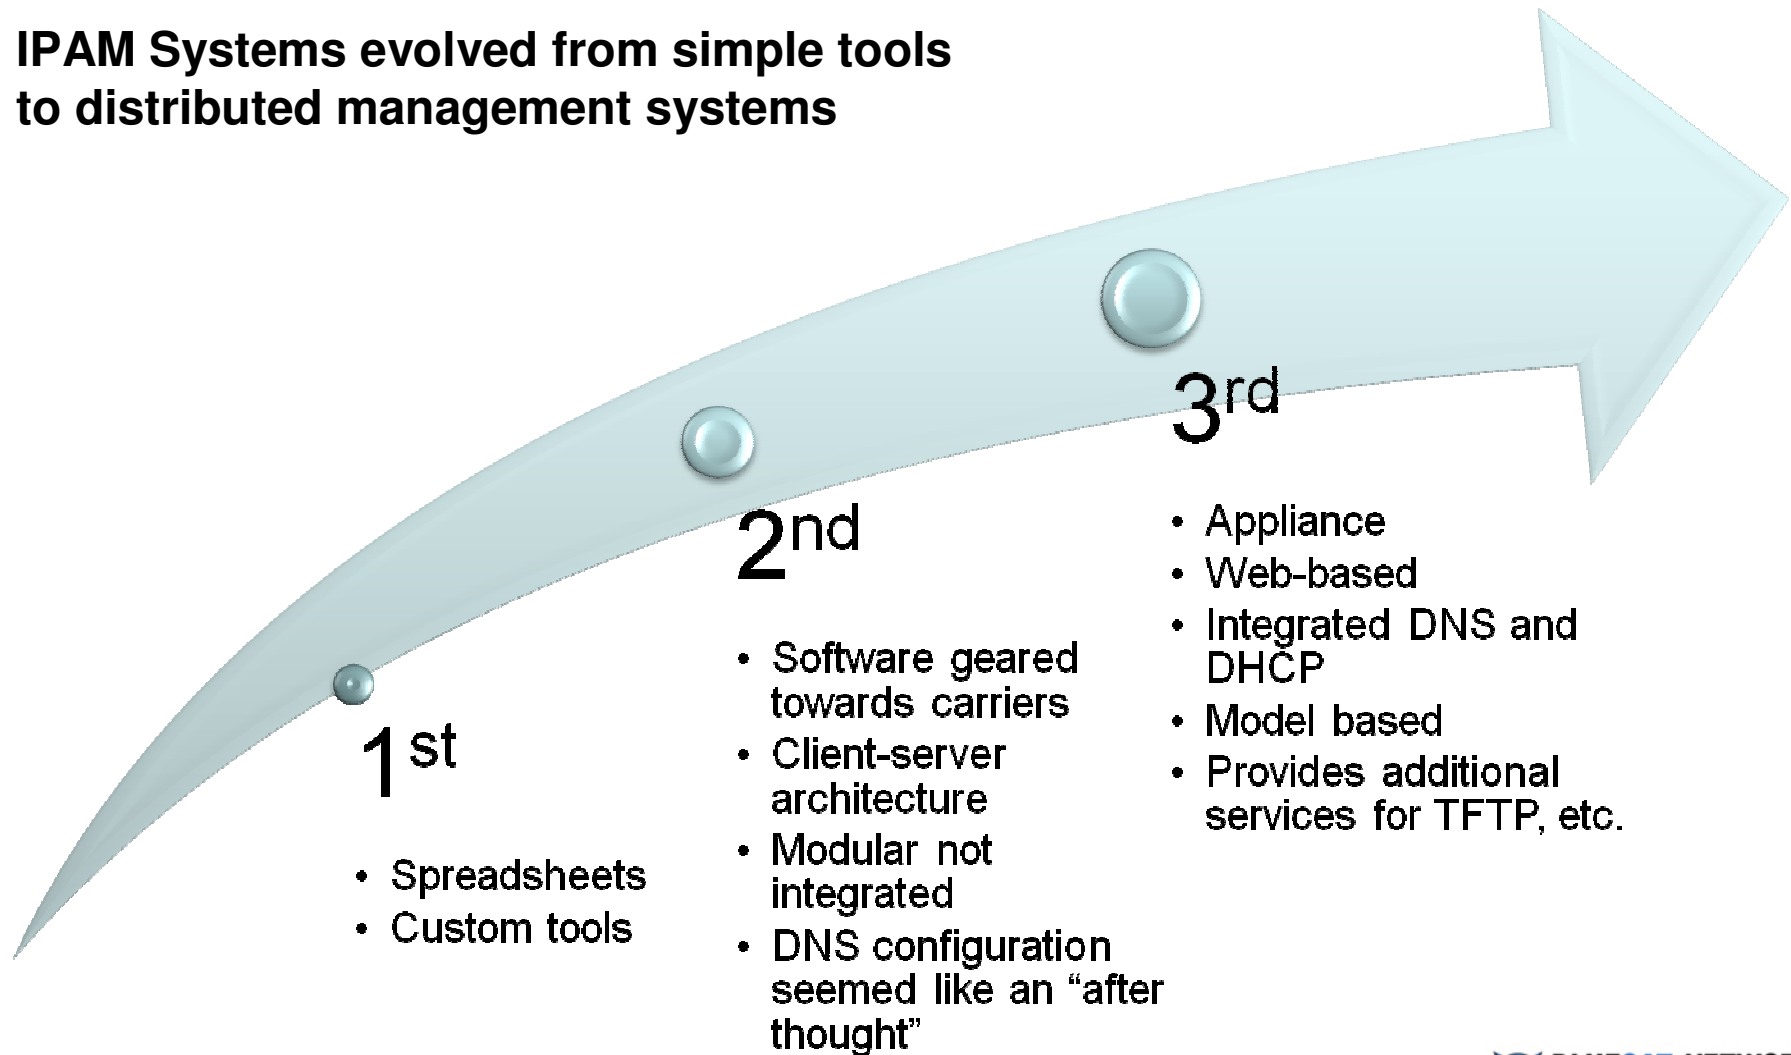 IPAM Systems evolved from simple tools
to distributed management systems
1st
• Spreadsheets
• Custom tools
2nd
• Software geared
towards carriers
• Client-server
architecture
• Modular not
integrated
• DNS configuration
seemed like an “after
thought”
3rd
• Appliance
• Web-based
• Integrated DNS and
DHCP
• Model based
• Provides additional
services for TFTP, etc.